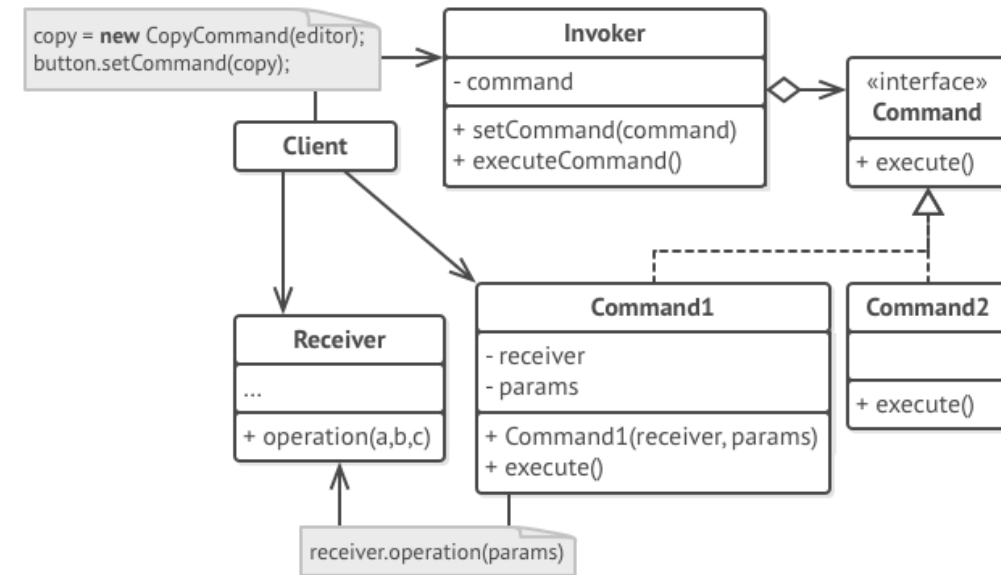 copy = new CopyCommand(editor);
button.setCommand(copy);
Client
Invoker
- command
+ setCommand(command)
+ executeCommand()
«interface»
Command
+ execute()
Receiver
...
+ operation(a,b,c)
Command1
- receiver
- params
+ Command1(receiver, params)
+ execute()
Command2
+ execute()
receiver.operation(params)